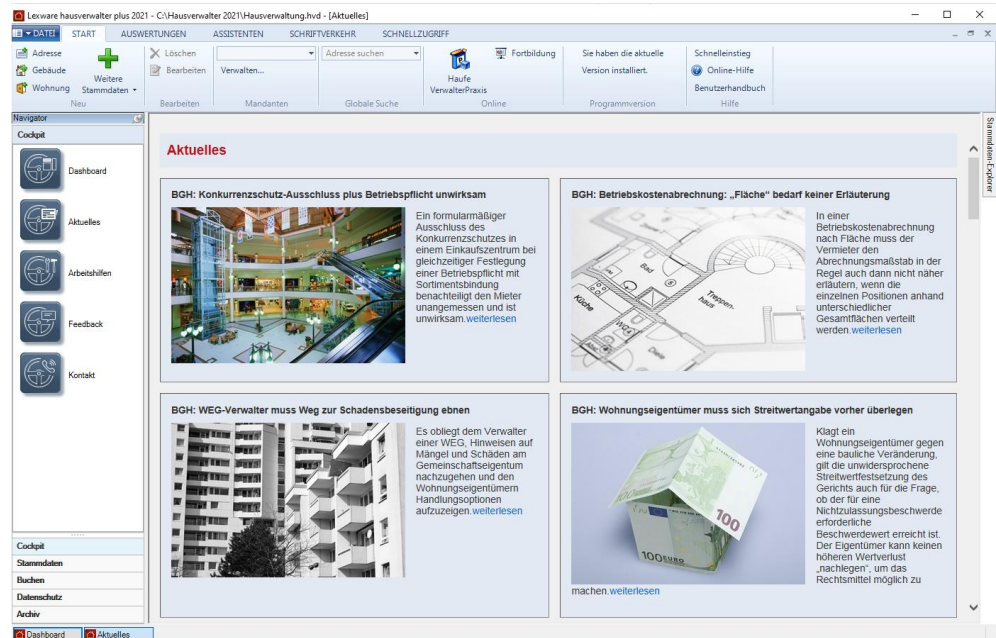 Lexware hausverwalter plus 2021 - C:\Hausverwalter 2021\Hausverwaltung.hvd - [Aktuelles]
DATEI START AUSWERTUNGEN ASSISTENTEN SCHRIFTVERKEHR SCHNELLZUGRIFF
Adresse
Gebäude
Wohnung
Weitere
Stammdaten
Neu
Löschen
Bearbeiten
Bearbeiten
Verwalten...
Mandanten
Adresse suchen
Globale Suche
Haufe
VerwalterPraxis
Fortbildung
Online
Sie haben die aktuelle
Version installiert.
Programmversion
Schnelleinstieg
Online-Hilfe
Benutzerhandbuch
Hilfe
Navigator
Cockpit
Dashboard
Aktuelles
Arbeitshilfen
Feedback
Kontakt
Cockpit
Stammdaten
Buchen
Datenschutz
Archiv
Stammdaten-Explorer
Aktuelles
BGH: Konkurrenzschutz-Ausschluss plus Betriebspflicht unwirksam
Ein formularmäßiger
Ausschluss des
Konkurrenzschutzes in
einem Einkaufszentrum bei
gleichzeitiger Festlegung
einer Betriebspflicht mit
Sortimentsbindung
benachteiligt den Mieter
unangemessen und ist
unwirksam.weiterlesen
BGH: Betriebskostenabrechnung: „Fläche“ bedarf keiner Erläuterung
Bad
Küche
Treppen-
haus
Diele
In einer
Betriebskostenabrechnung
nach Fläche muss der
Vermieter den
Abrechnungsmaßstab in der
Regel auch dann nicht näher
erläutern, wenn die
einzelnen Positionen anhand
unterschiedlicher
Gesamtflächen verteilt
werden.weiterlesen
BGH: WEG-Verwalter muss Weg zur Schadensbeseitigung ebnen
Es obliegt dem Verwalter
einer WEG, Hinweisen auf
Mängel und Schäden am
Gemeinschaftseigentum
nachzugehen und den
Wohnungseigentümern
Handlungsoptionen
aufzuzeigen.weiterlesen
BGH: Wohnungseigentümer muss sich Streitwertangabe vorher überlegen
100
100EURO
Klagt ein
Wohnungseigentümer gegen
eine bauliche Veränderung,
gilt die unwidersprochene
Streitwertfestsetzung des
Gerichts auch für die Frage,
ob der für eine
Nichtzulassungsbeschwerde
erforderliche
Beschwerdewert erreicht ist.
Der Eigentümer kann keinen
höheren Wertverlust
„nachlegen“, um das
Rechtsmittel möglich zu
machen.weiterlesen
Dashboard Aktuelles